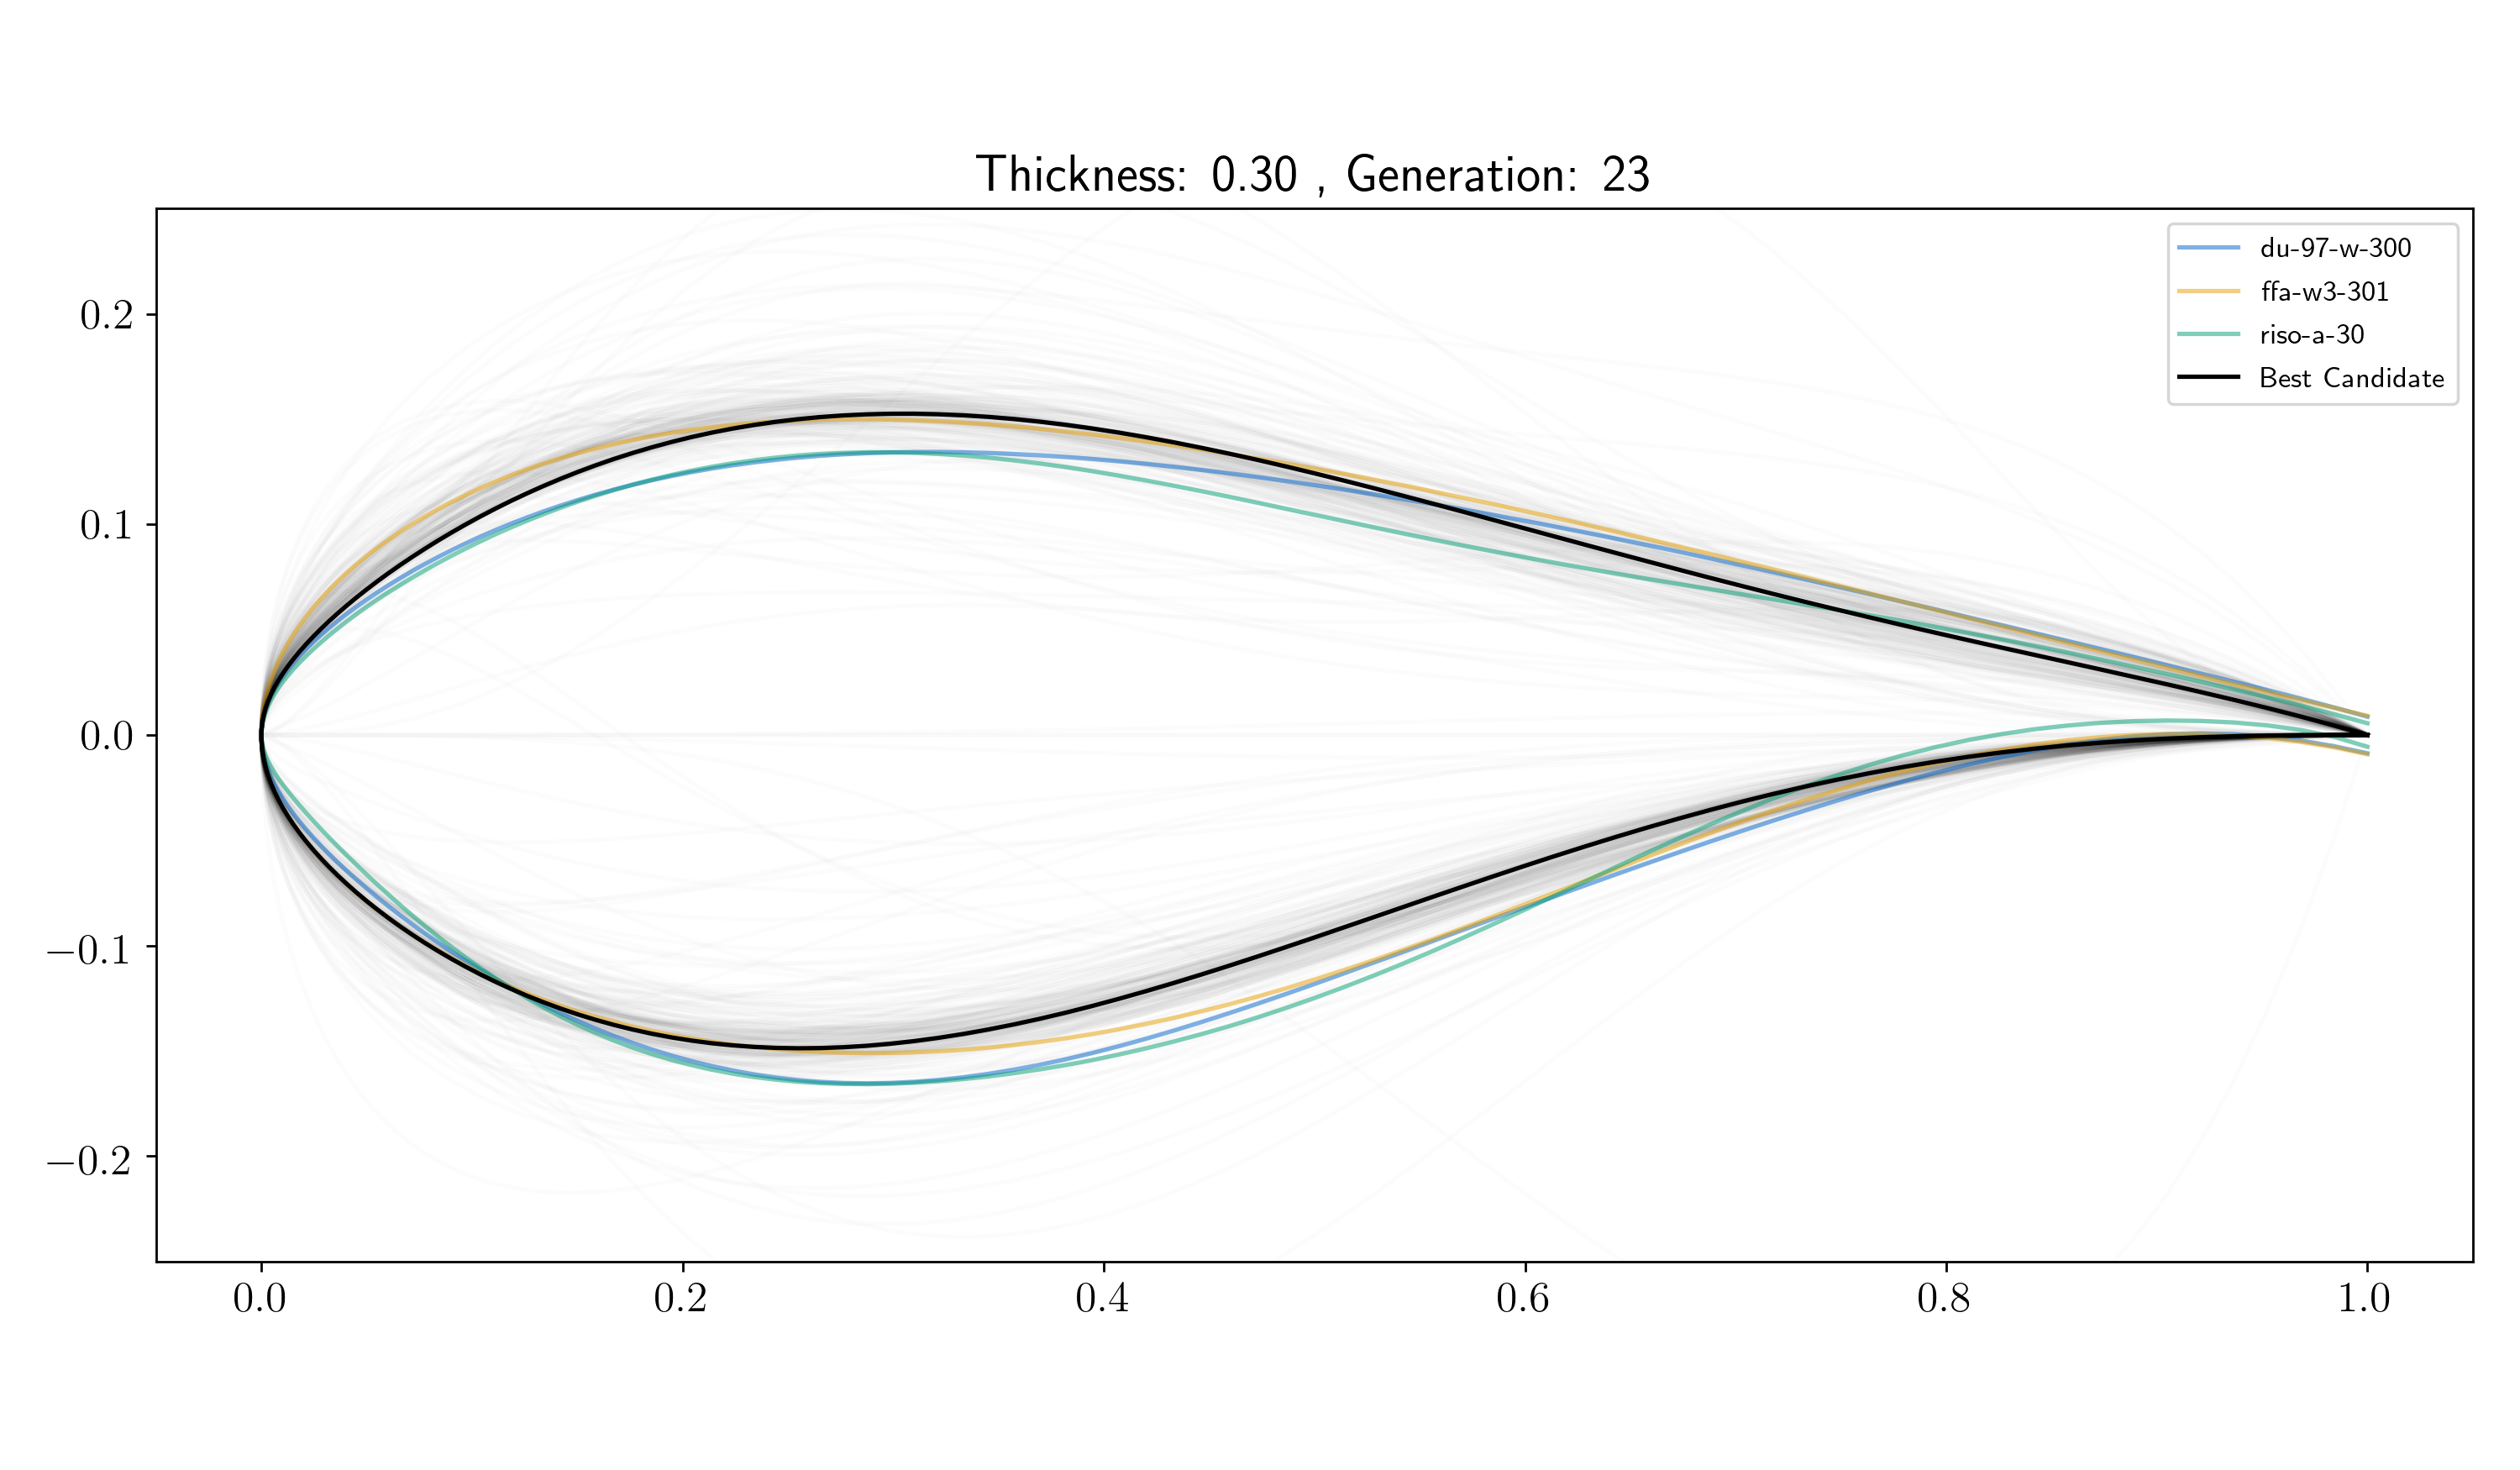 Thickness: 0.30 , Generation: 23
du-97-w-300
ffa-w3-301
riso-a-30
Best Candidate
0.2
0.1
0.0
−0.1
−0.2
0.0 0.2 0.4 0.6 0.8 1.0